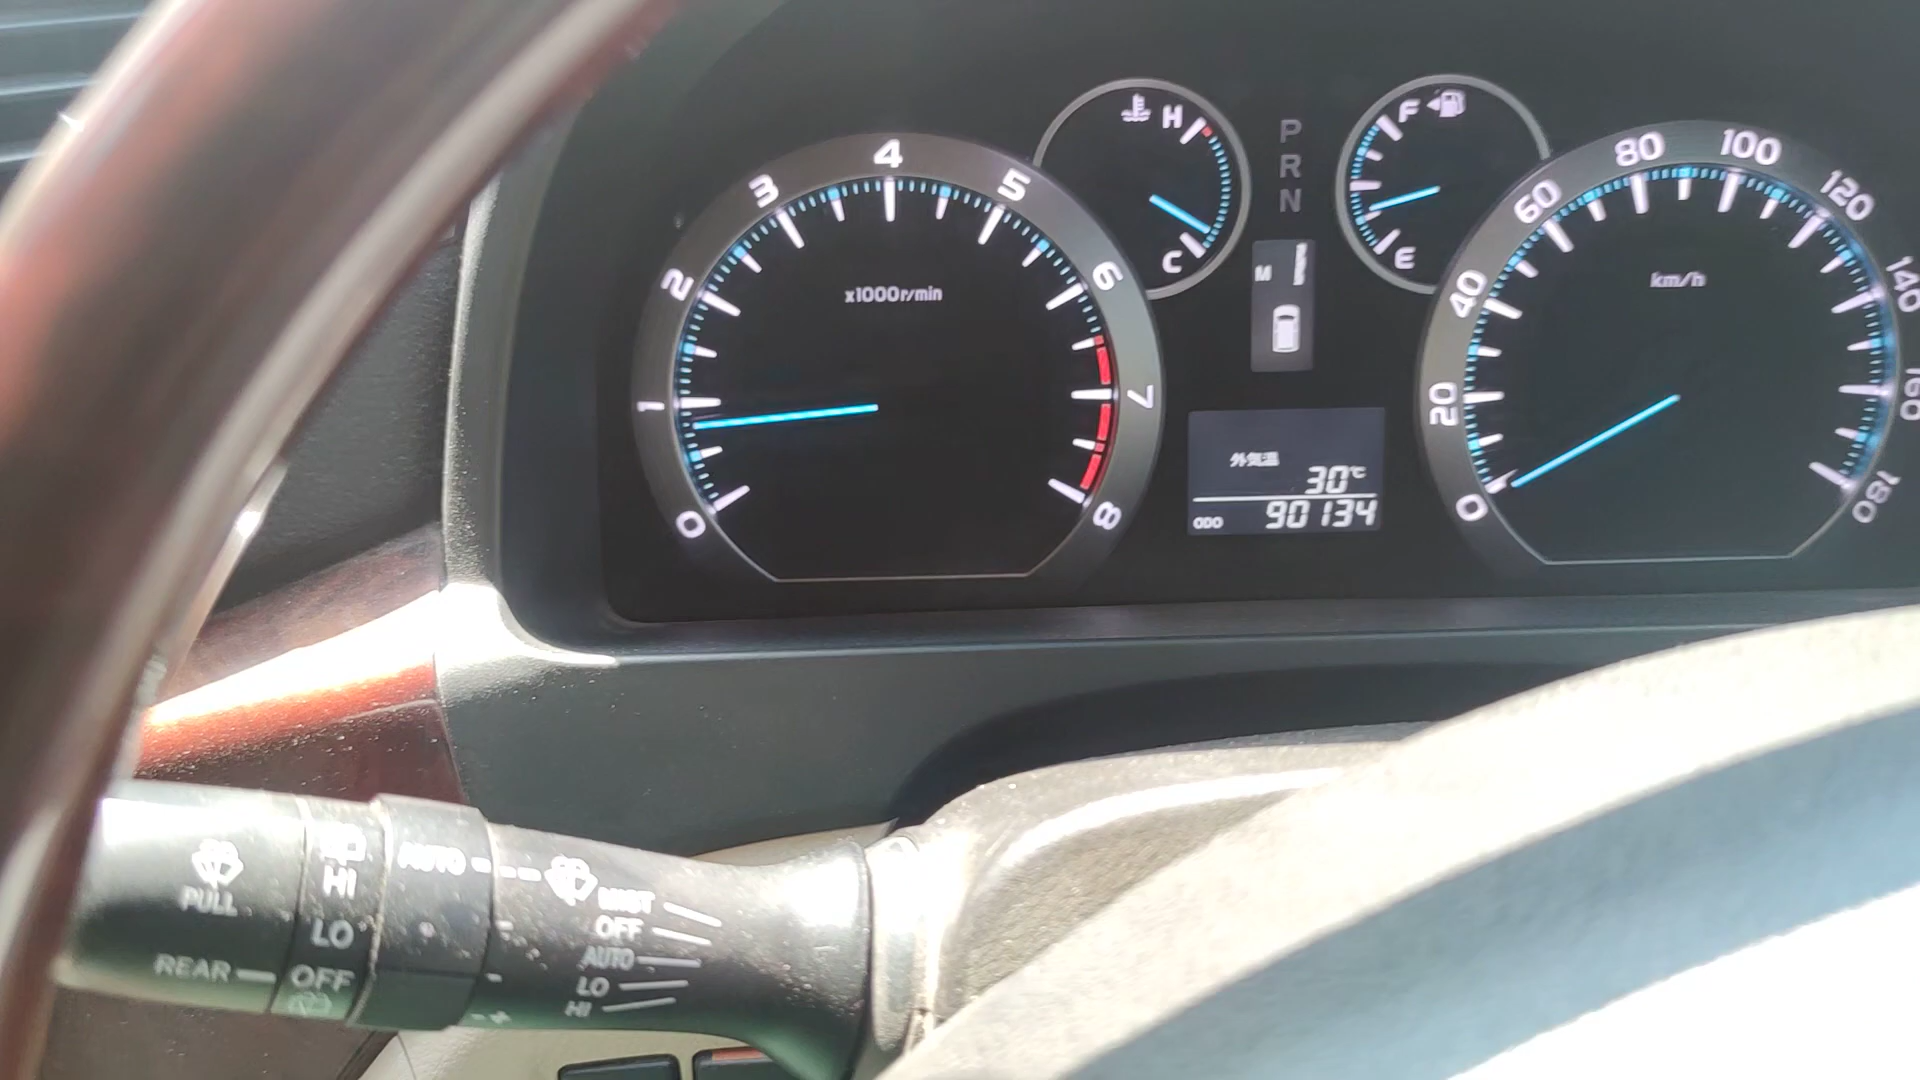 0 1 2 3 4 5 6 7 8
x1000r/min
H
C
P
R
N
M
F
E
外気温
30℃
ODO 90134
0 20 40 60 80 100 120 140 160 180
km/h
PULL
REAR
HI
LO
OFF
AUTO
MIST
OFF
AUTO
LO
HI